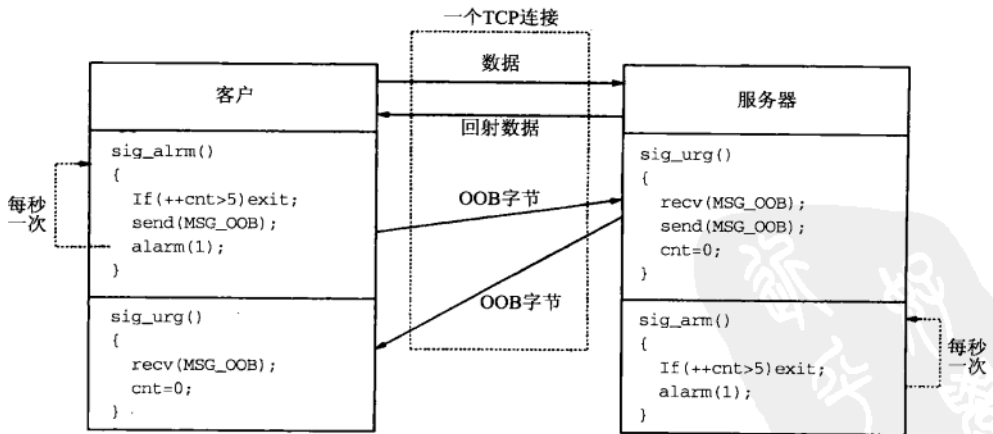 一个TCP连接
数据
客户
服务器
回射数据
sig_alrm()
{
If(++cnt>5)exit;
send(MSG_OOB);
alarm(1);
}
每秒
一次
OOB字节
sig_urg()
{
recv(MSG_OOB);
send(MSG_OOB);
cnt=0;
}
OOB字节
sig_urg()
{
recv(MSG_OOB);
cnt=0;
}
sig_arm()
{
If(++cnt>5)exit;
alarm(1);
}
每秒
一次